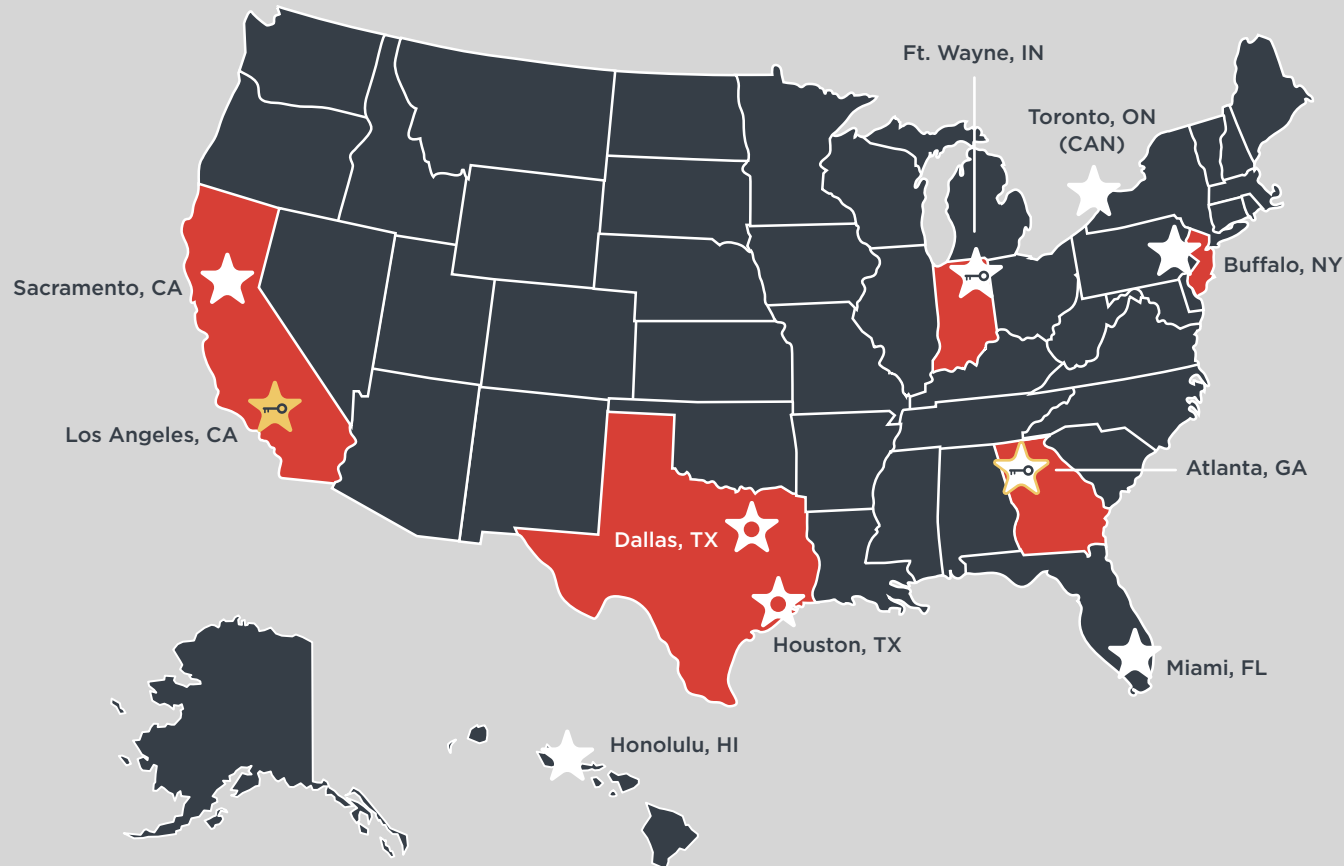 Ft. Wayne, IN
Toronto, ON
(CAN)
Buffalo, NY
Sacramento, CA
Los Angeles, CA
Atlanta, GA
Dallas, TX
Houston, TX
Miami, FL
Honolulu, HI